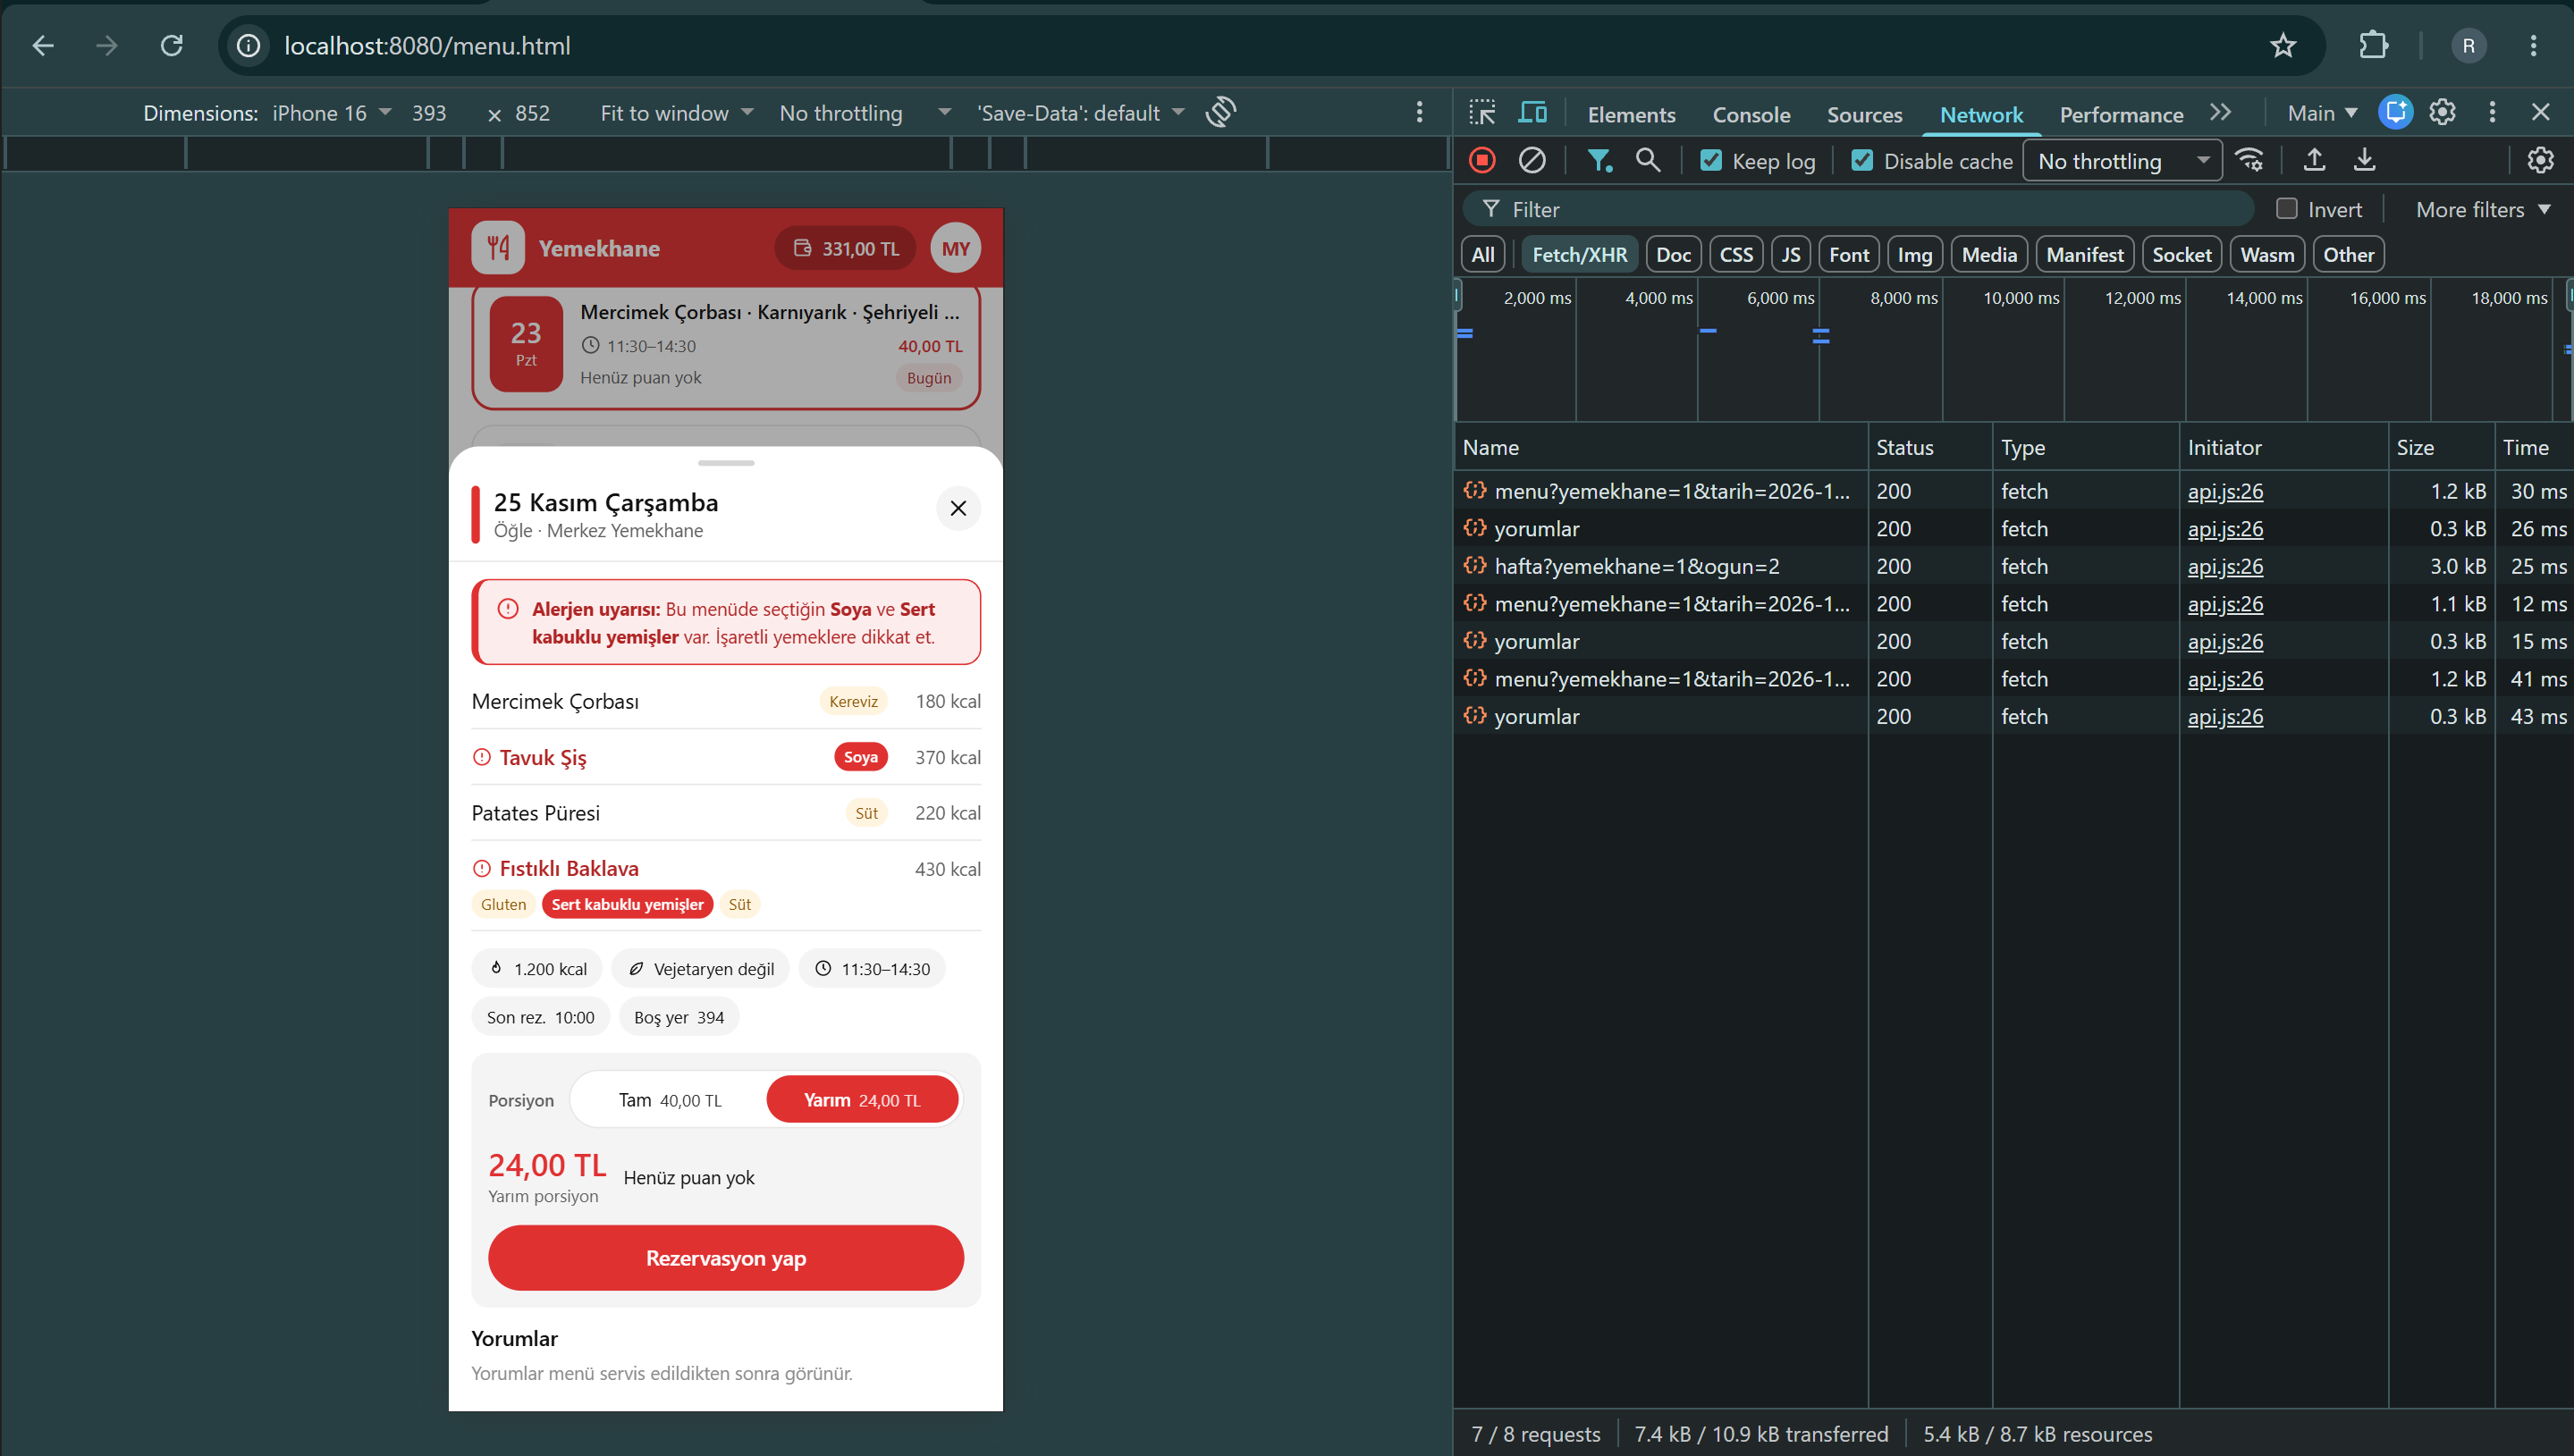 localhost:8080/menu.html
R
Dimensions: iPhone 16 393 × 852 Fit to window No throttling 'Save-Data': default
Elements Console Sources Network Performance Main
Keep log Disable cache No throttling
Filter Invert More filters
All Fetch/XHR Doc CSS JS Font Img Media Manifest Socket Wasm Other
2,000 ms 4,000 ms 6,000 ms 8,000 ms 10,000 ms 12,000 ms 14,000 ms 16,000 ms 18,000 ms
Name Status Type Initiator Size Time
menu?yemekhane=1&tarih=2026-1... 200 fetch api.js:26 1.2 kB 30 ms
yorumlar 200 fetch api.js:26 0.3 kB 26 ms
hafta?yemekhane=1&ogun=2 200 fetch api.js:26 3.0 kB 25 ms
menu?yemekhane=1&tarih=2026-1... 200 fetch api.js:26 1.1 kB 12 ms
yorumlar 200 fetch api.js:26 0.3 kB 15 ms
menu?yemekhane=1&tarih=2026-1... 200 fetch api.js:26 1.2 kB 41 ms
yorumlar 200 fetch api.js:26 0.3 kB 43 ms
7 / 8 requests 7.4 kB / 10.9 kB transferred 5.4 kB / 8.7 kB resources
Yemekhane 331,00 TL MY
23 Pzt
Mercimek Çorbası · Karnıyarık · Şehriyeli ...
11:30–14:30 40,00 TL
Henüz puan yok Bugün
25 Kasım Çarşamba
Öğle · Merkez Yemekhane
Alerjen uyarısı: Bu menüde seçtiğin Soya ve Sert
kabuklu yemişler var. İşaretli yemeklere dikkat et.
Mercimek Çorbası Kereviz 180 kcal
Tavuk Şiş Soya 370 kcal
Patates Püresi Süt 220 kcal
Fıstıklı Baklava 430 kcal
Gluten Sert kabuklu yemişler Süt
1.200 kcal Vejetaryen değil 11:30–14:30
Son rez. 10:00 Boş yer 394
Porsiyon Tam 40,00 TL Yarım 24,00 TL
24,00 TL Henüz puan yok
Yarım porsiyon
Rezervasyon yap
Yorumlar
Yorumlar menü servis edildikten sonra görünür.